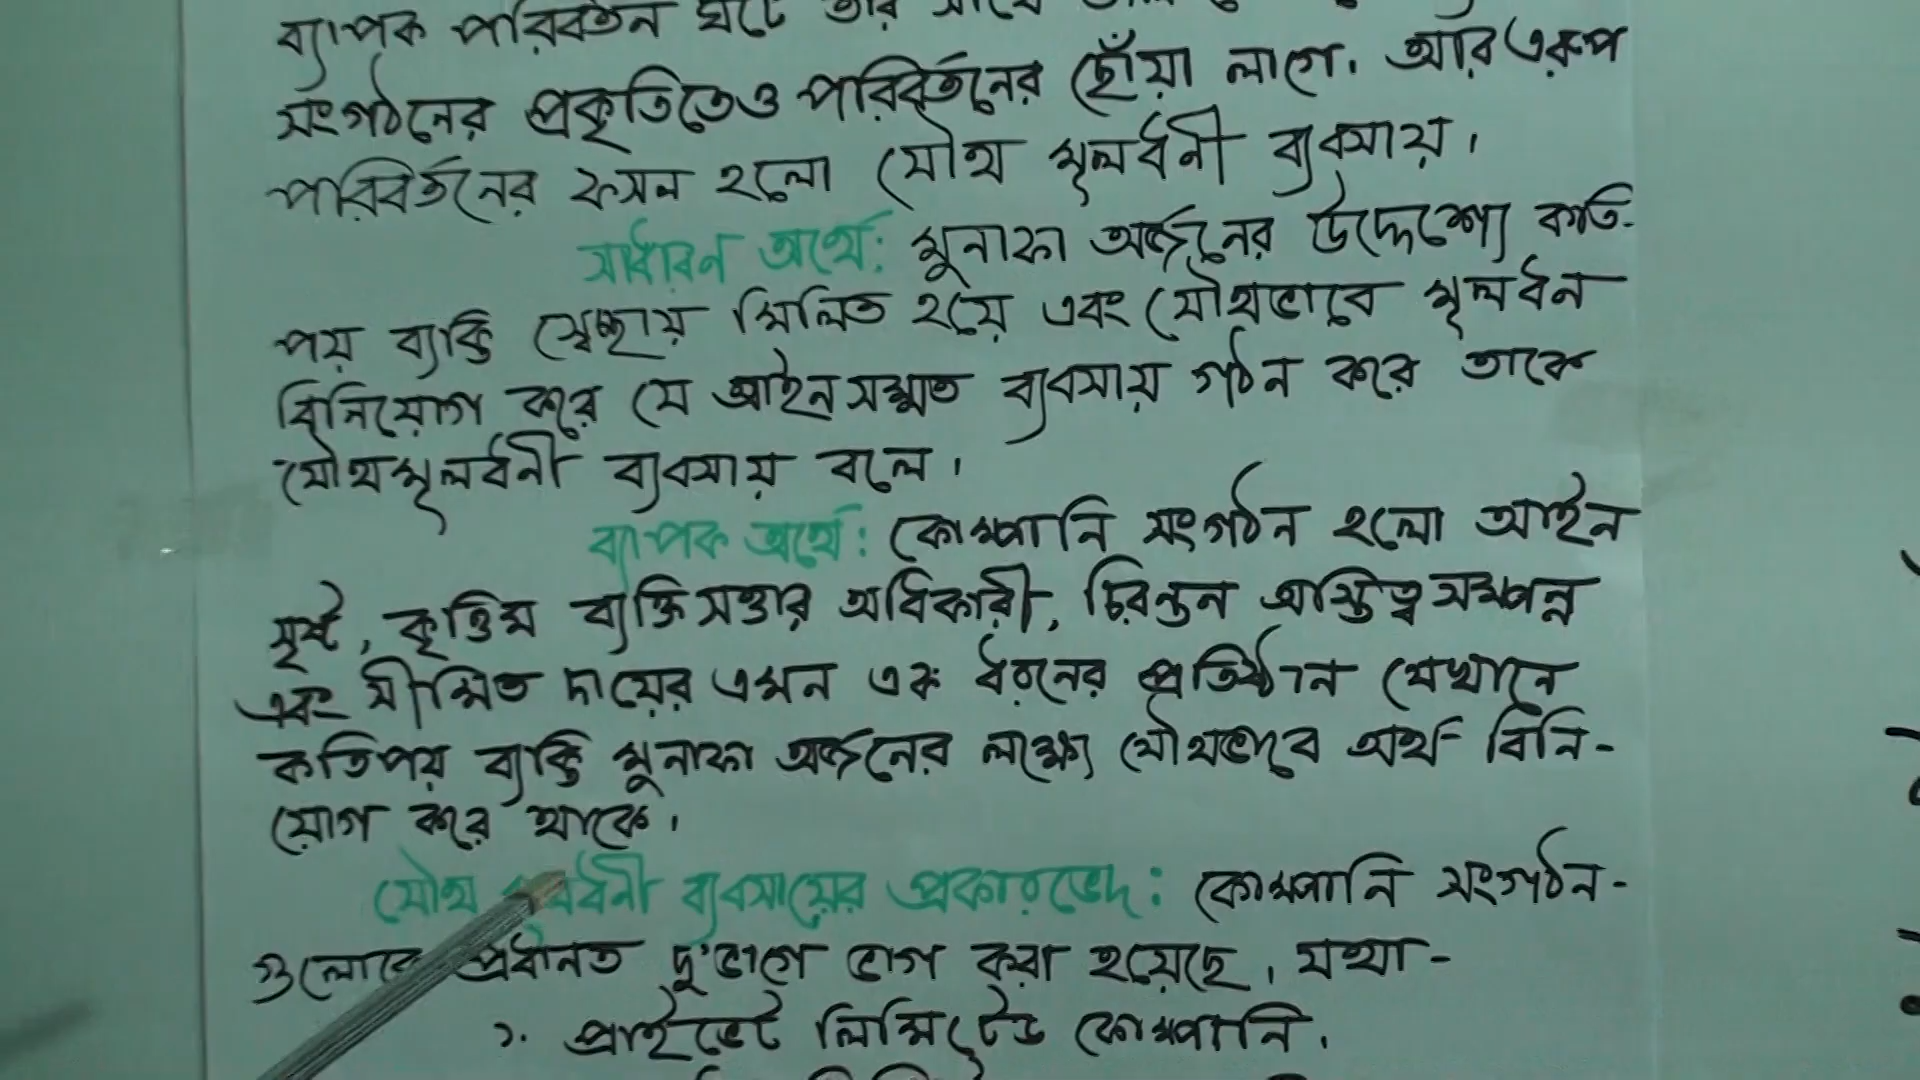 ব্যাপক পরিবর্তন ঘটে তার সাথে
সংগঠনের প্রকৃতিতেও পরিবর্তনের ছোঁয়া লাগে। আর এরূপ
পরিবর্তনের ফসল হলো যৌথ মূলধনী ব্যবসায়।
সাধারন অর্থে: মুনাফা অর্জনের উদ্দেশ্যে কতি-
পয় ব্যক্তি স্বেচ্ছায় মিলিত হয়ে এবং যৌথভাবে মূলধন
বিনিয়োগ করে যে আইনসম্মত ব্যবসায় গঠন করে তাকে
যৌথমূলধনী ব্যবসায় বলে।
ব্যাপক অর্থে: কোম্পানি সংগঠন হলো আইন
সৃষ্ট, কৃত্তিম ব্যক্তিসত্তার অধিকারী, চিরন্তন অস্তিত্বসম্পন্ন
এবং সীমিত দায়ের এমন এক ধরনের প্রতিষ্ঠান যেখানে
কতিপয় ব্যক্তি মুনাফা অর্জনের লক্ষ্যে যৌথভাবে অর্থ বিনি-
য়োগ করে থাকে।
যৌথ মূলধনী ব্যবসায়ের প্রকারভেদ: কোম্পানি সংগঠন-
গুলোকে প্রধানত দু'ভাগে ভাগ করা হয়েছে। যথা-
১. প্রাইভেট লিমিটেড কোম্পানি।